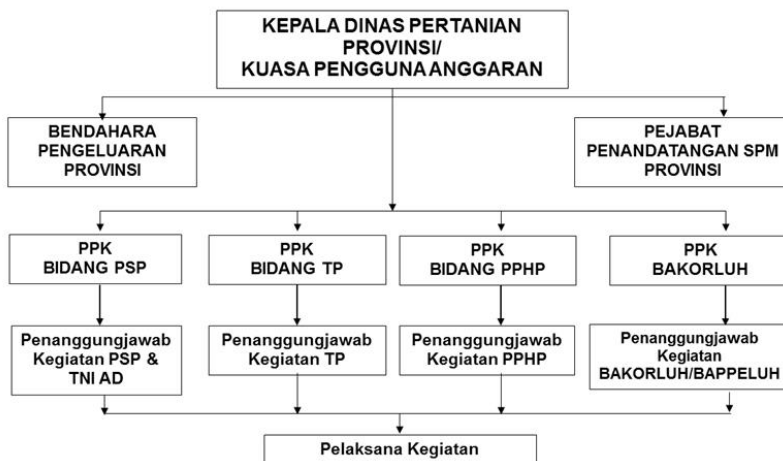 KEPALA DINAS PERTANIAN
PROVINSI/
KUASA PENGGUNA ANGGARAN
BENDAHARA
PENGELUARAN
PROVINSI
PEJABAT
PENANDATANGAN SPM
PROVINSI
PPK
BIDANG PSP
PPK
BIDANG TP
PPK
BIDANG PPHP
PPK
BAKORLUH
Penanggungjawab
Kegiatan PSP &
TNI AD
Penanggungjawab
Kegiatan TP
Penanggungjawab
Kegiatan PPHP
Penanggungjawab
Kegiatan
BAKORLUH/BAPPELUH
Pelaksana Kegiatan